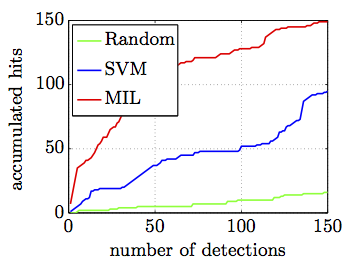 150
100
50
0
accumulated hits
Random
SVM
MIL
0 50 100 150
number of detections